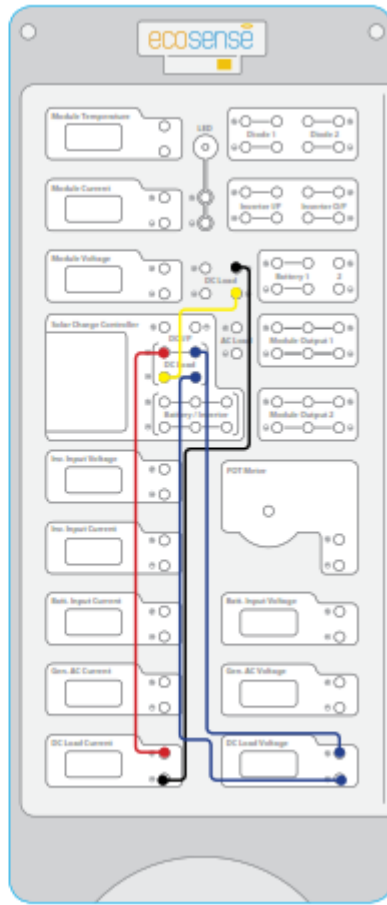 ecosense
Module Temperature
LED
Diode 1
Diode 2
Module Current
Inverter I/P
Inverter O/P
Module Voltage
DC Load
Battery 1
2
Solar Charge Controller
DC I/P
AC Load
Module Output 1
DC Load
Battery / Inverter
Module Output 2
Inv. Input Voltage
POT Meter
Inv. Input Current
Batt. Input Current
Batt. Input Voltage
Gen. AC Current
Gen. AC Voltage
DC Load Current
DC Load Voltage